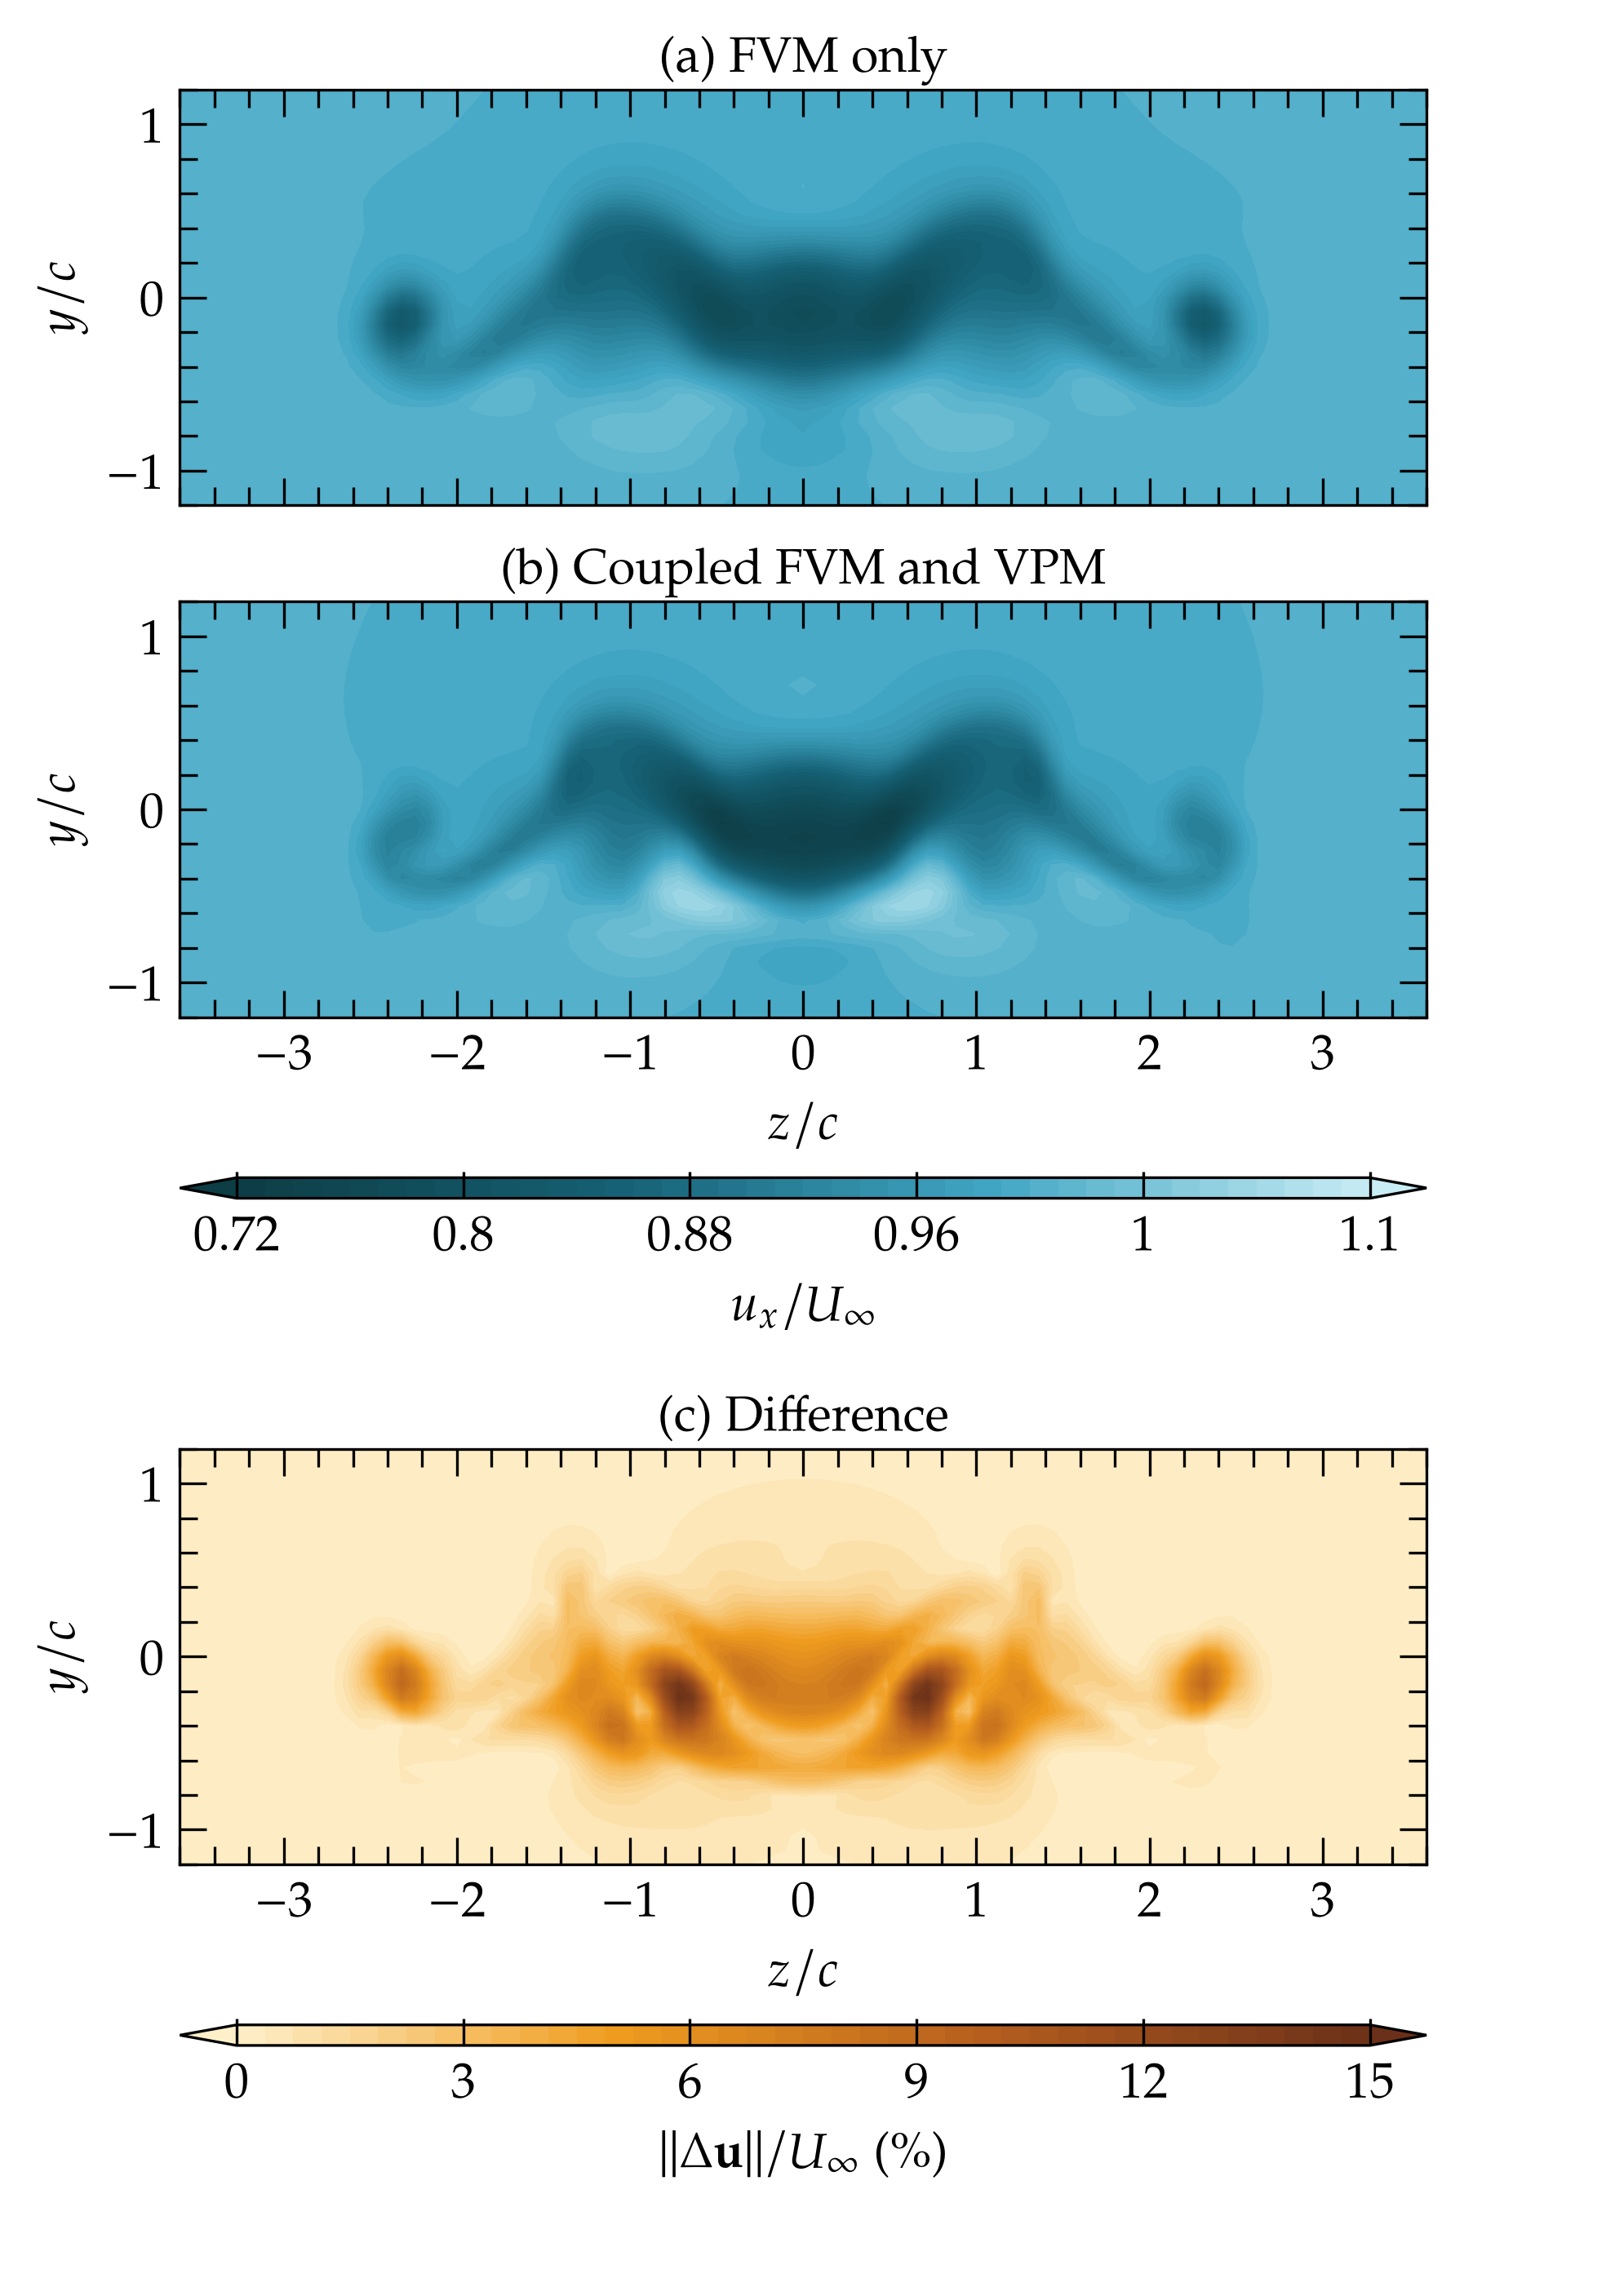 (a) FVM only
1
0
−1
y/c
(b) Coupled FVM and VPM
1
0
−1
y/c
−3 −2 −1 0 1 2 3
z/c
0.72 0.8 0.88 0.96 1 1.1
u_x/U_∞
(c) Difference
1
0
−1
y/c
−3 −2 −1 0 1 2 3
z/c
0 3 6 9 12 15
‖Δu‖/U_∞ (%)